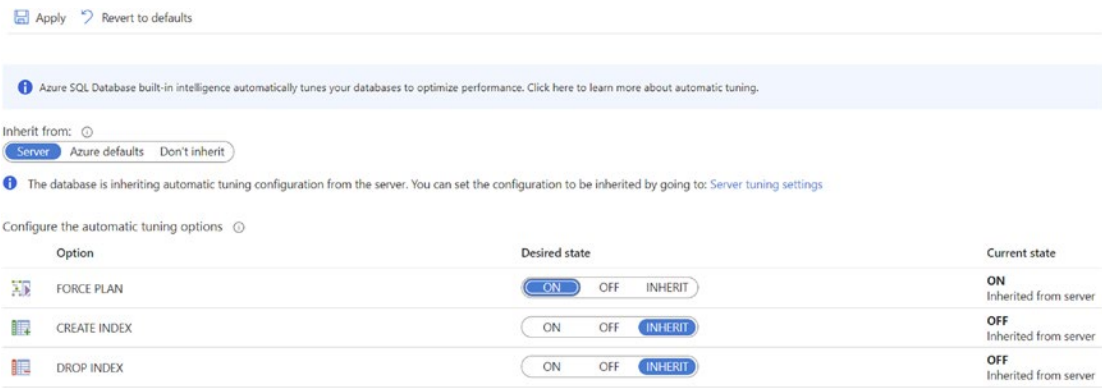 Apply Revert to defaults
Azure SQL Database built-in intelligence automatically tunes your databases to optimize performance. Click here to learn more about automatic tuning.
Inherit from:
Server Azure defaults Don't inherit
The database is inheriting automatic tuning configuration from the server. You can set the configuration to be inherited by going to: Server tuning settings
Configure the automatic tuning options
Option Desired state Current state
FORCE PLAN ON OFF INHERIT ON
Inherited from server
CREATE INDEX ON OFF INHERIT OFF
Inherited from server
DROP INDEX ON OFF INHERIT OFF
Inherited from server